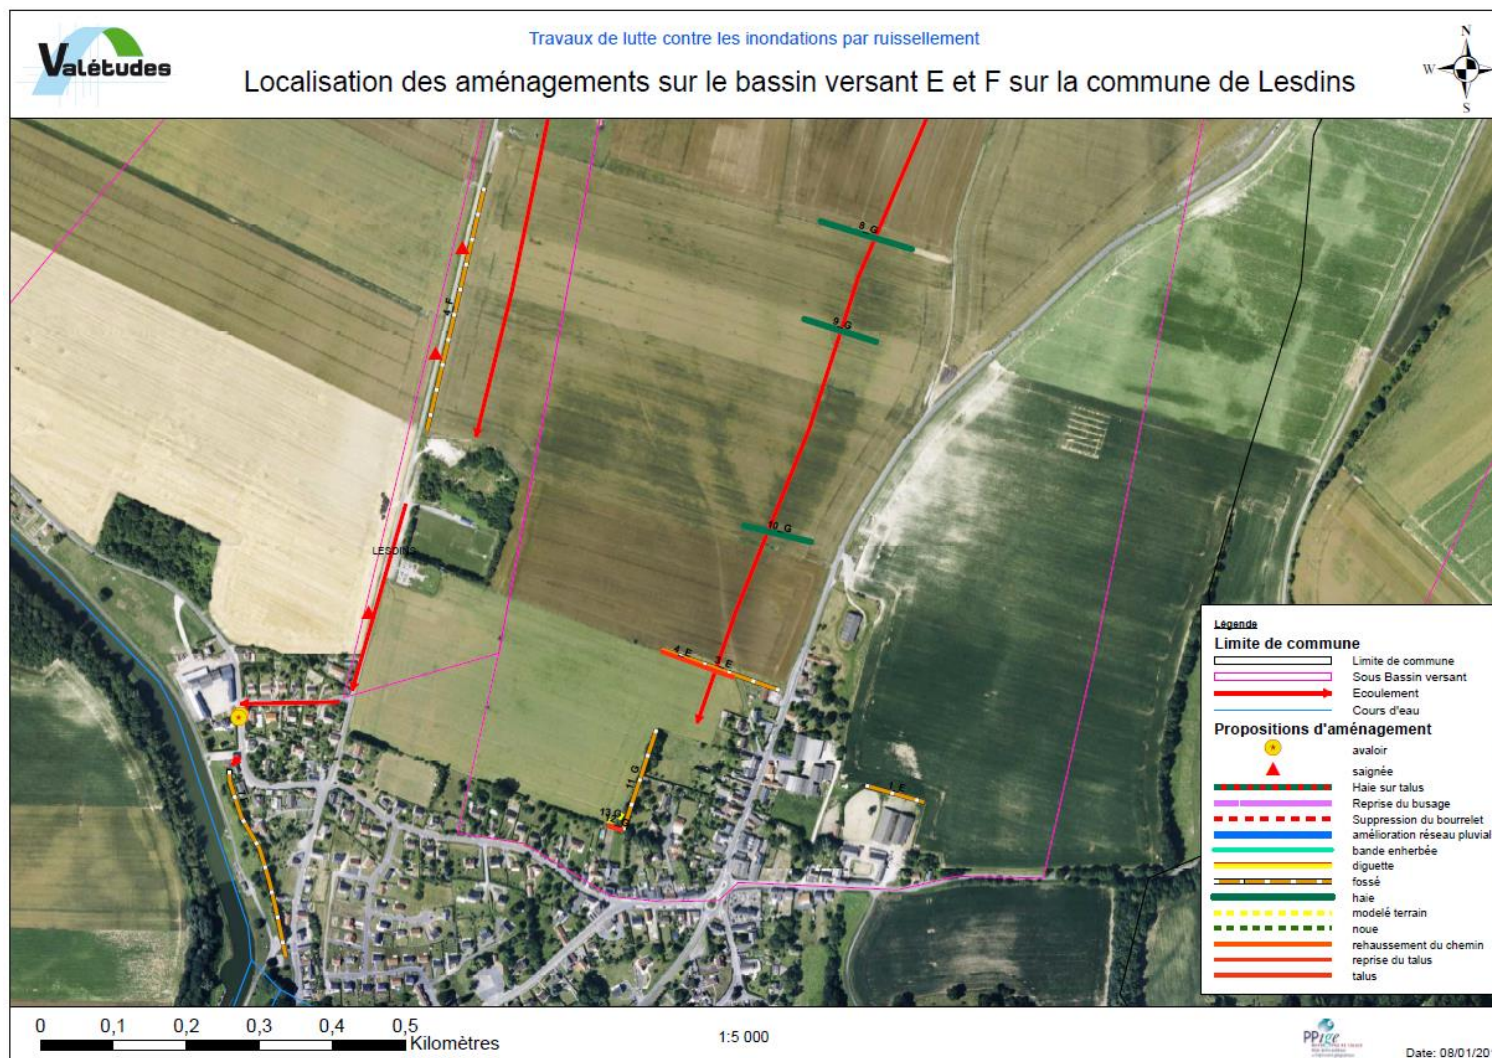 Valétudes
Travaux de lutte contre les inondations par ruissellement
Localisation des aménagements sur le bassin versant E et F sur la commune de Lesdins
N
W
S
8_G
9_G
4_F
10_G
LESDINS
4_E
3_E
11_G
1_E
Légende
Limite de commune
Limite de commune
Sous Bassin versant
Ecoulement
Cours d'eau
Propositions d'aménagement
avaloir
saignée
Haie sur talus
Reprise du busage
Suppression du bourrelet
amélioration réseau pluvial
bande enherbée
diguette
fossé
haie
modelé terrain
noue
rehaussement du chemin
reprise du talus
talus
0 0,1 0,2 0,3 0,4 0,5
Kilomètres
1:5 000
PPige
Date: 08/01/20